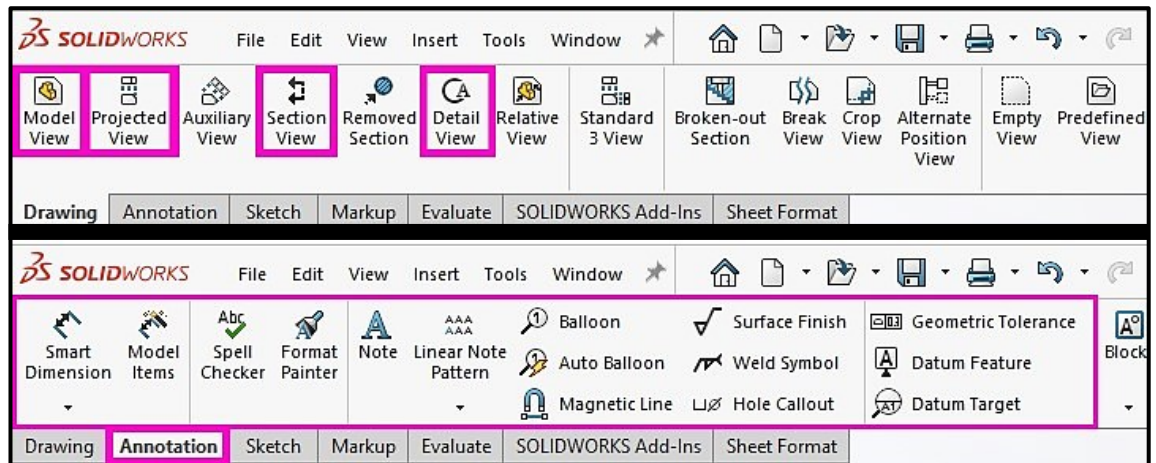 SOLIDWORKS File Edit View Insert Tools Window
Model View Projected View Auxiliary View Section View Removed Section Detail View Relative View Standard 3 View Broken-out Section Break View Crop View Alternate Position View Empty View Predefined View
Drawing Annotation Sketch Markup Evaluate SOLIDWORKS Add-Ins Sheet Format
SOLIDWORKS File Edit View Insert Tools Window
Smart Dimension Model Items Spell Checker Format Painter Note Linear Note Pattern
Balloon Surface Finish Geometric Tolerance Block
Auto Balloon Weld Symbol Datum Feature
Magnetic Line Hole Callout Datum Target
Drawing Annotation Sketch Markup Evaluate SOLIDWORKS Add-Ins Sheet Format